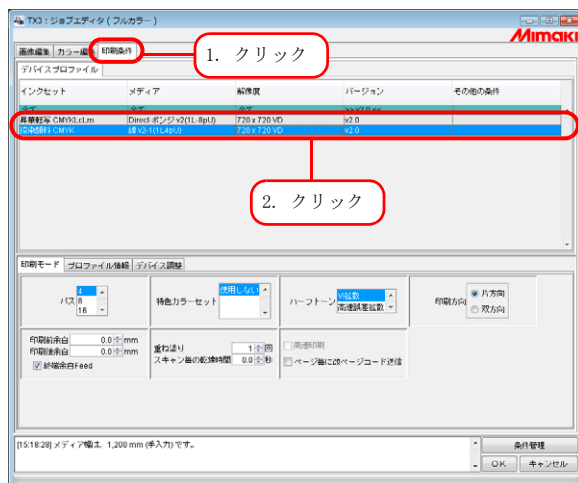 TX3：ジョブエディタ ( フルカラー )
Mimaki
画像編集 カラー編集 印刷条件
1. クリック
デバイスプロファイル
インクセット メディア 解像度 バージョン その他の条件
全て 全て 全て >> v2.0 <<
昇華転写 CMYKLcLm Direct-ポンジ v2(1L-8pU) 720 x 720 VD v2.0
捺染顔料 CMYK 綿 v2-1(1L4pU) 720 x 720 VD v2.0
2. クリック
印刷モード プロファイル情報 デバイス調整
パス 4 8 16
特色カラーセット 使用しない
ハーフトーン VI拡散 高速誤差拡散
印刷方向 片方向 双方向
印刷前余白 0.0 mm
印刷後余白 0.0 mm
終端余白Feed
重ね塗り 1 回
スキャン毎の乾燥時間 0.0 秒
高速印刷
ページ毎に改ページコード送信
[15:18:28] メディア幅は、1,200 mm (手入力) です。
条件管理
OK キャンセル